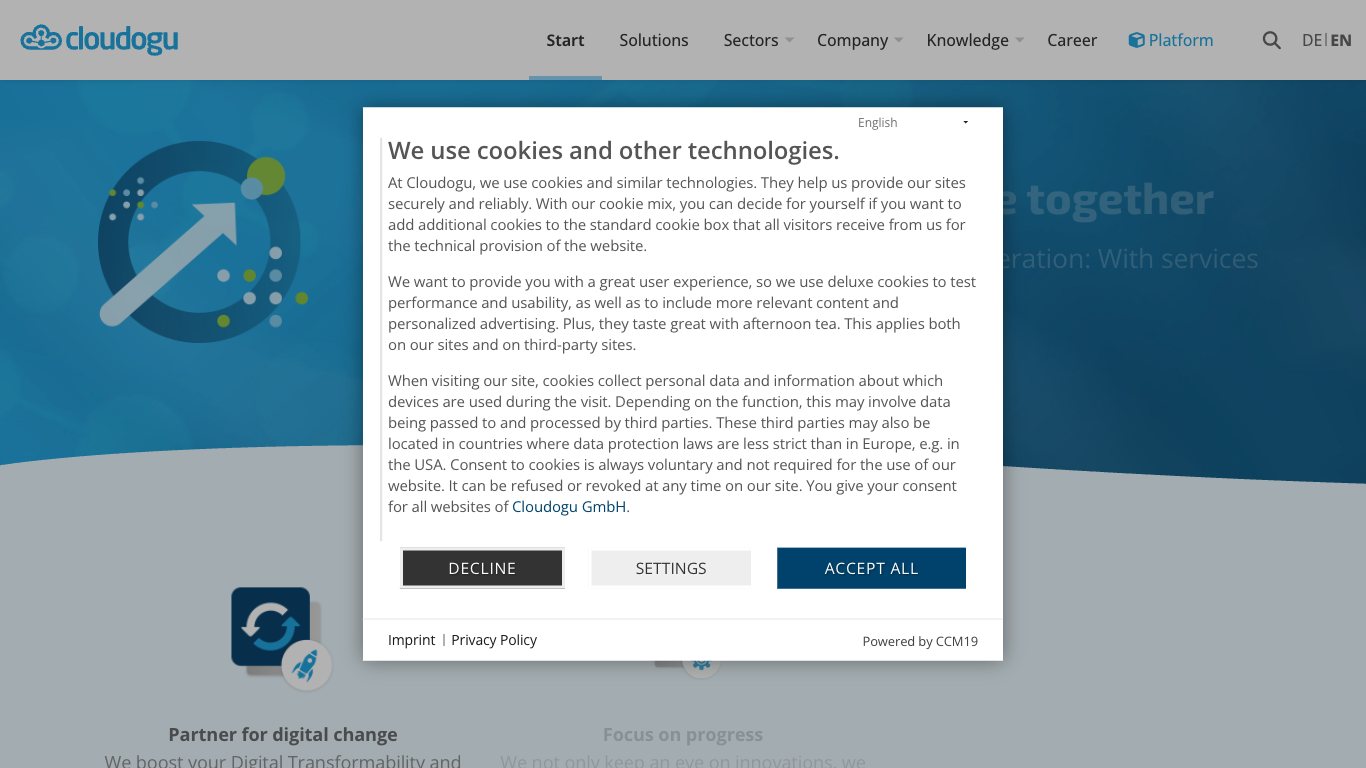 cloudogu
Start
Solutions
Sectors
Company
Knowledge
Career
Platform
DE|EN
English
We use cookies and other technologies.
At Cloudogu, we use cookies and similar technologies. They help us provide our sites
securely and reliably. With our cookie mix, you can decide for yourself if you want to
add additional cookies to the standard cookie box that all visitors receive from us for
the technical provision of the website.
We want to provide you with a great user experience, so we use deluxe cookies to test
performance and usability, as well as to include more relevant content and
personalized advertising. Plus, they taste great with afternoon tea. This applies both
on our sites and on third-party sites.
When visiting our site, cookies collect personal data and information about which
devices are used during the visit. Depending on the function, this may involve data
being passed to and processed by third parties. These third parties may also be
located in countries where data protection laws are less strict than in Europe, e.g. in
the USA. Consent to cookies is always voluntary and not required for the use of our
website. It can be refused or revoked at any time on our site. You give your consent
for all websites of Cloudogu GmbH.
DECLINE
SETTINGS
ACCEPT ALL
Imprint | Privacy Policy
Powered by CCM19
together
: With services
Partner for digital change
We boost your Digital Transformability and
Focus on progress
We not only keep an eye on innovations, we